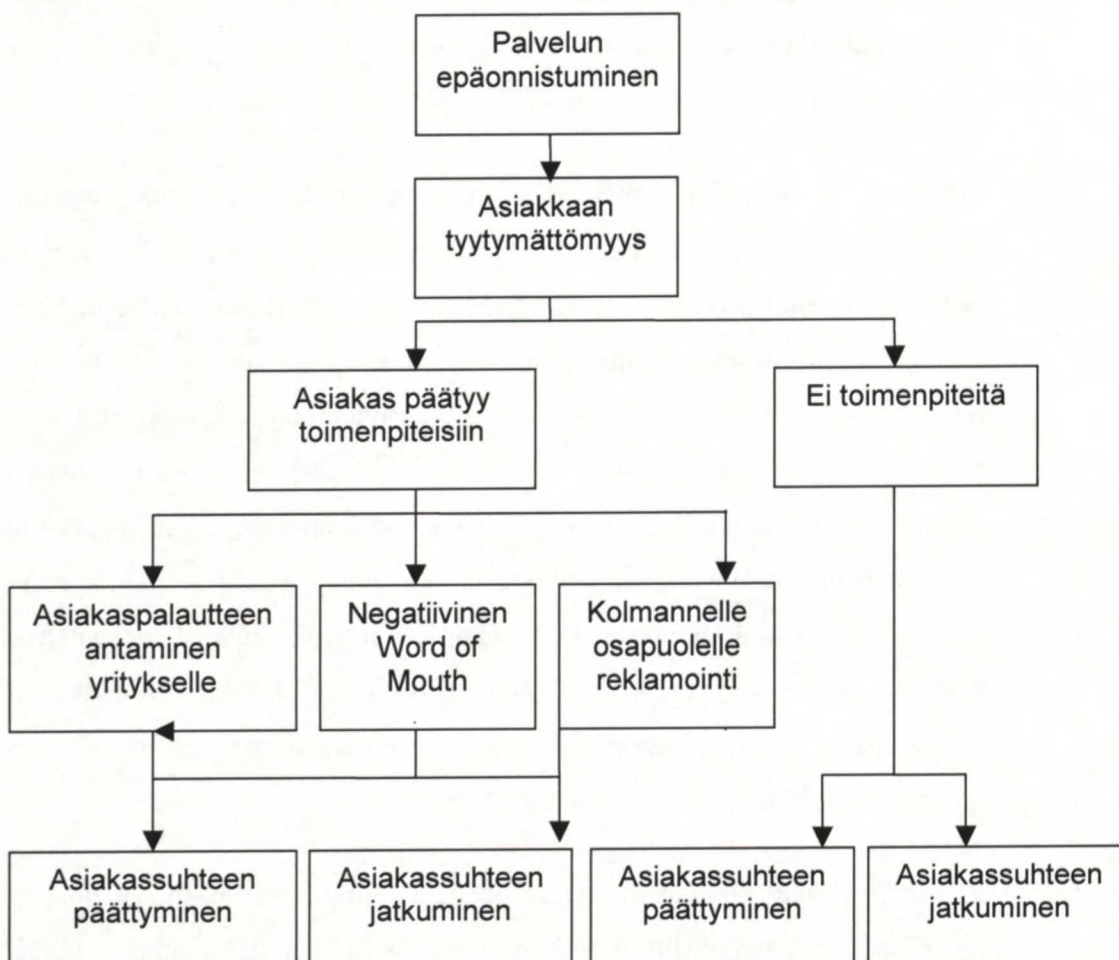 Palvelun
epäonnistuminen
Asiakkaan
tyytymättömyys
Asiakas päätyy
toimenpiteisiin
Ei toimenpiteitä
Asiakaspalautteen
antaminen
yritykselle
Negatiivinen
Word of
Mouth
Kolmannelle
osapuolelle
reklamointi
Asiakassuhteen
päättyminen
Asiakassuhteen
jatkuminen
Asiakassuhteen
päättyminen
Asiakassuhteen
jatkuminen